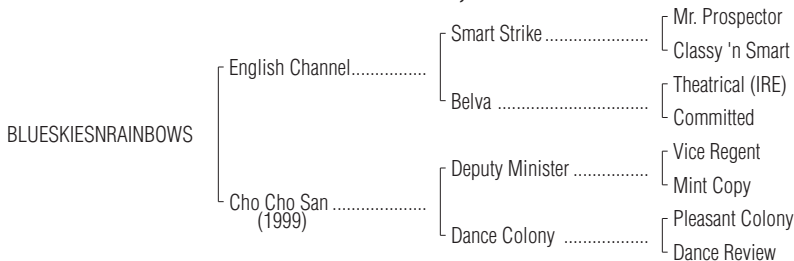 Mr. Prospector
Smart Strike ......................
Classy 'n Smart
English Channel................
Theatrical (IRE)
Belva ................................
Committed
BLUESKIESNRAINBOWS
Vice Regent
Deputy Minister ................
Mint Copy
Cho Cho San ....................
(1999)
Pleasant Colony
Dance Colony ..................
Dance Review